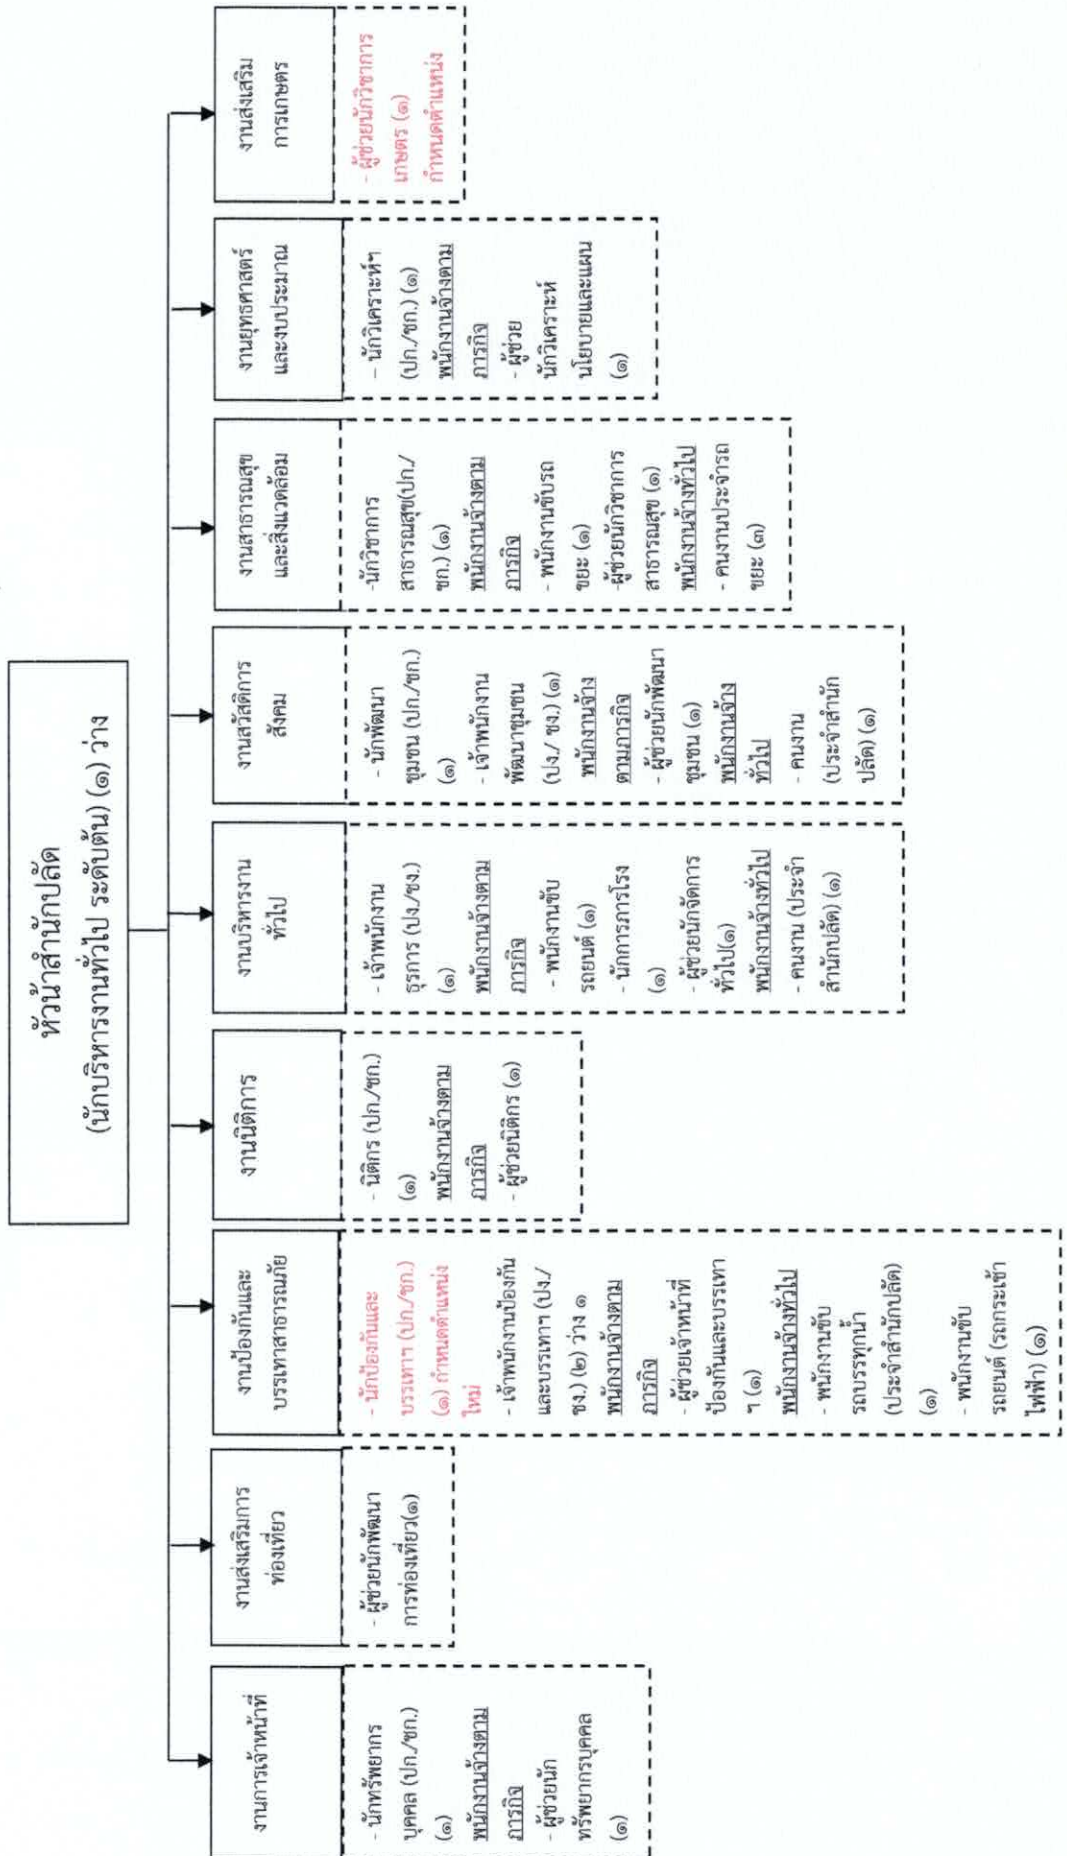 หัวน้าสำนักปลัด
(นักบริหารงานทั่วไป ระดับต้น) (๑) ว่าง
งานการเจ้าหน้าที่
- นักทรัพยากร
บุคคล (ปก./ชก.)
(๑)
พนักงานจ้างตาม
ภารกิจ
- ผู้ช่วยนัก
ทรัพยากรบุคคล
(๑)
งานส่งเสริมการ
ท่องเที่ยว
- ผู้ช่วยนักพัฒนา
การท่องเที่ยว(๑)
งานป้องกันและ
บรรเทาสาธารณภัย
- นักป้องกันและ
บรรเทาฯ (ปก./ชก.)
(๑) กำหนดตำแหน่ง
ใหม่
- เจ้าพนักงานป้องกัน
และบรรเทาฯ (ปง./
ชง.) (๒) ว่าง ๑
พนักงานจ้างตาม
ภารกิจ
- ผู้ช่วยเจ้าหน้าที่
ป้องกันและบรรเทา
ฯ (๑)
พนักงานจ้างทั่วไป
- พนักงานขับ
รถบรรทุกน้ำ
(ประจำสำนักปลัด)
(๑)
- พนักงานขับ
รถยนต์ (รถกระเช้า
ไฟฟ้า) (๑)
งานนิติการ
- นิติกร (ปก./ชก.)
(๑)
พนักงานจ้างตาม
ภารกิจ
- ผู้ช่วยนิติกร (๑)
งานบริหารงาน
ทั่วไป
- เจ้าพนักงาน
ธุรการ (ปง./ชง.)
(๑)
พนักงานจ้างตาม
ภารกิจ
- พนักงานขับ
รถยนต์ (๑)
- นักการภารโรง
(๑)
- ผู้ช่วยนักจัดการ
ทั่วไป(๑)
พนักงานจ้างทั่วไป
- คนงาน (ประจำ
สำนักปลัด) (๑)
งานสวัสดิการ
สังคม
- นักพัฒนา
ชุมชน (ปก./ชก.)
(๑)
- เจ้าพนักงาน
พัฒนาชุมชน
(ปง./ ชง.) (๑)
พนักงานจ้าง
ตามภารกิจ
- ผู้ช่วยนักพัฒนา
ชุมชน (๑)
พนักงานจ้าง
ทั่วไป
- คนงาน
(ประจำสำนัก
ปลัด) (๑)
งานสาธารณสุข
และสิ่งแวดล้อม
-นักวิชาการ
สาธารณสุข(ปก./
ชก.) (๑)
พนักงานจ้างตาม
ภารกิจ
- พนักงานขับรถ
ขยะ (๑)
-ผู้ช่วยนักวิชาการ
สาธารณสุข (๑)
พนักงานจ้างทั่วไป
- คนงานประจำรถ
ขยะ (๓)
งานยุทธศาสตร์
และงบประมาณ
– นักวิเคราะห์ฯ
(ปก./ชก.) (๑)
พนักงานจ้างตาม
ภารกิจ
- ผู้ช่วย
นักวิเคราะห์
นโยบายและแผน
(๑)
งานส่งเสริม
การเกษตร
- ผู้ช่วยนักวิชาการ
เกษตร (๑)
กำหนดตำแหน่ง